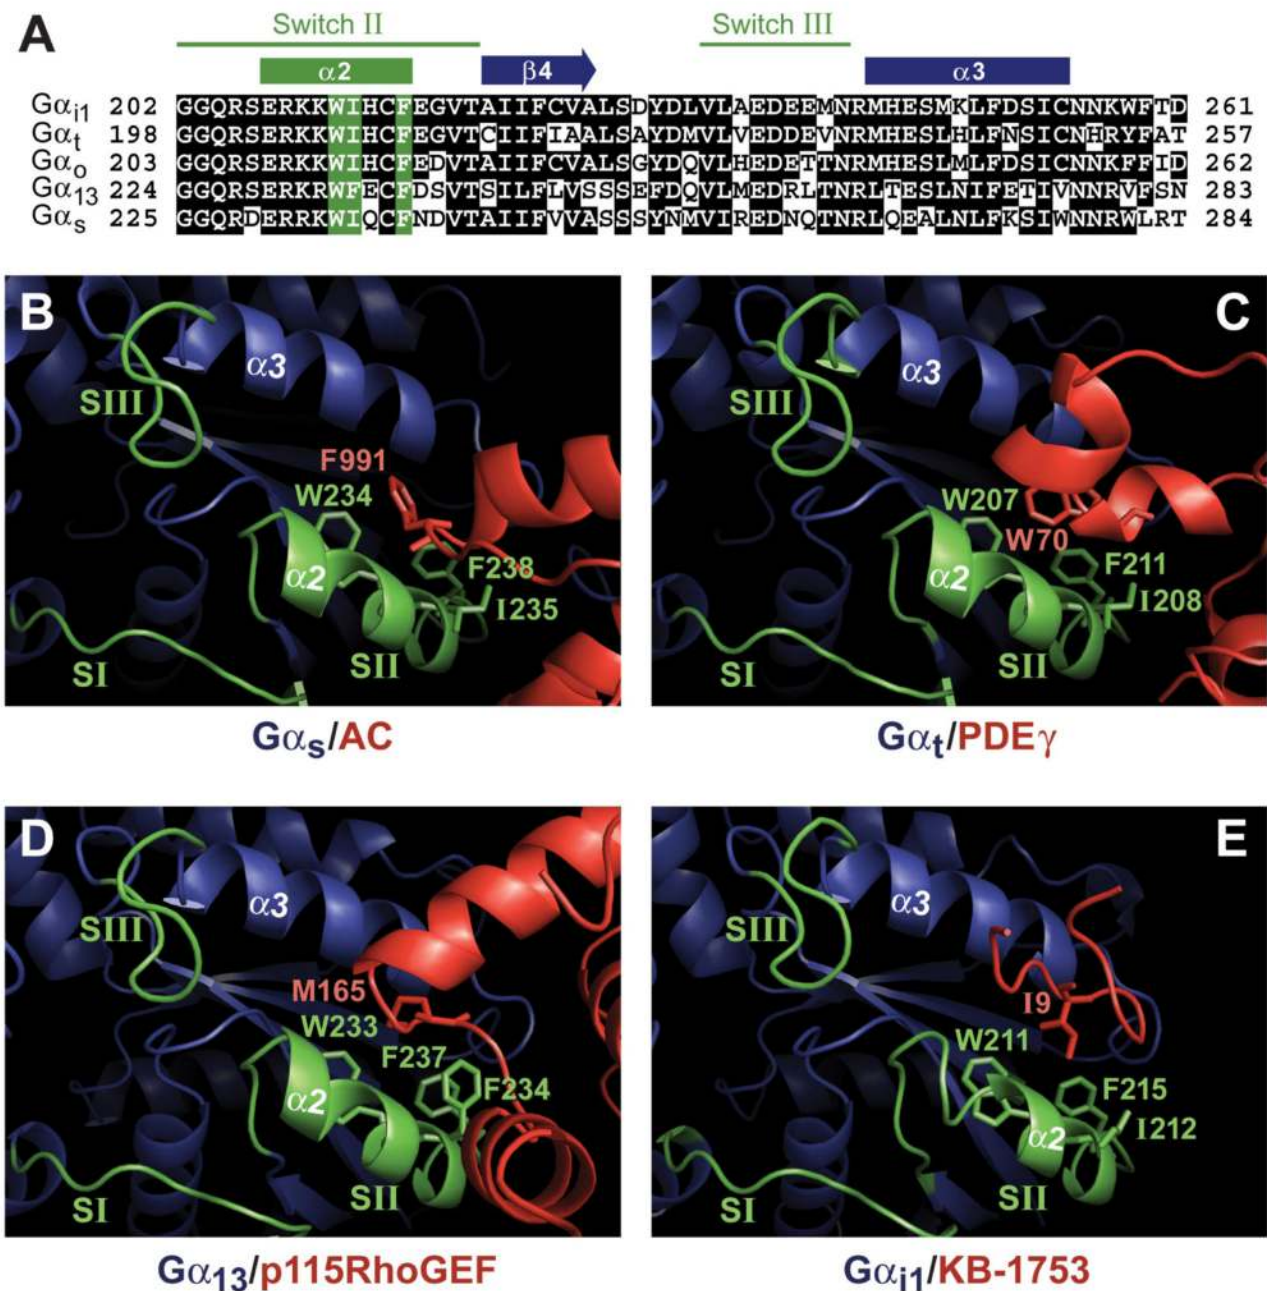 A
Switch II
Switch III
α2
β4
α3
Gαi1 202 GGQRSERKKWIHCFEGVTAIIFCVALSDYDLVLAEDEEMNRMHESMKLFDSICNNKWFTD 261
Gαt 198 GGQRSERKKWIHCFEGVTCIIFIAALSAYDMVLVEDDEVNRMHESLHLFNSICNHRYFAT 257
Gαo 203 GGQRSERKKWIHCFEDVTAIIFCVALSGYDQVLHEDETTNRMHESLMLFDSICNNKFFID 262
Gα13 224 GGQRSERKRWFECFDSVTSILFLVSSSEFDQVLMEDRLTNRLTESLNIFETIVNNRVFSN 283
Gαs 225 GGQRDERRKWIQCFNDVTAIIFVVASSSYNMVIREDNQTNRLQEALNLFKSIWNNRWLRT 284
B
α3
SIII
F991
W234
α2
F238
I235
SII
SI
Gαs/AC
C
α3
SIII
W207
W70
α2
F211
I208
SII
SI
Gαt/PDEγ
D
α3
SIII
M165
W233
F237
F234
α2
SII
SI
Gα13/p115RhoGEF
E
α3
SIII
I9
W211
F215
I212
α2
SII
SI
Gαi1/KB-1753